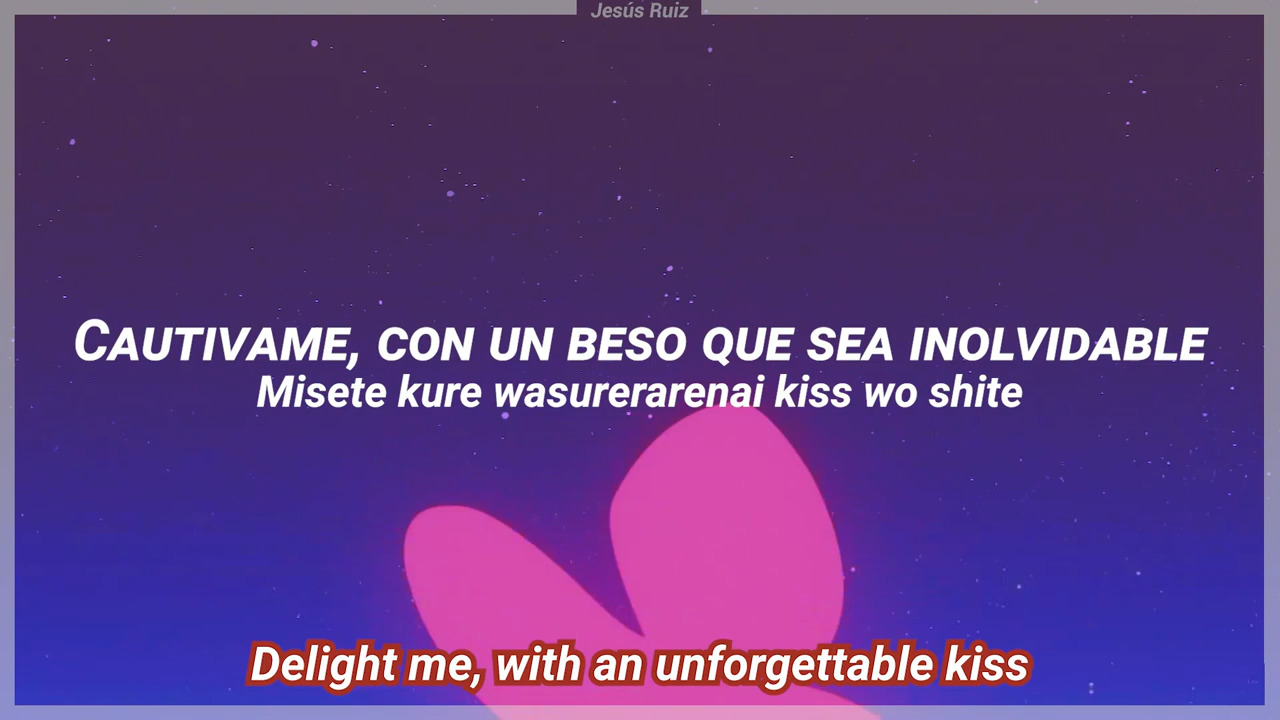 Jesús Ruiz
Cautivame, con un beso que sea inolvidable
Misete kure wasurerarenai kiss wo shite
Delight me, with an unforgettable kiss